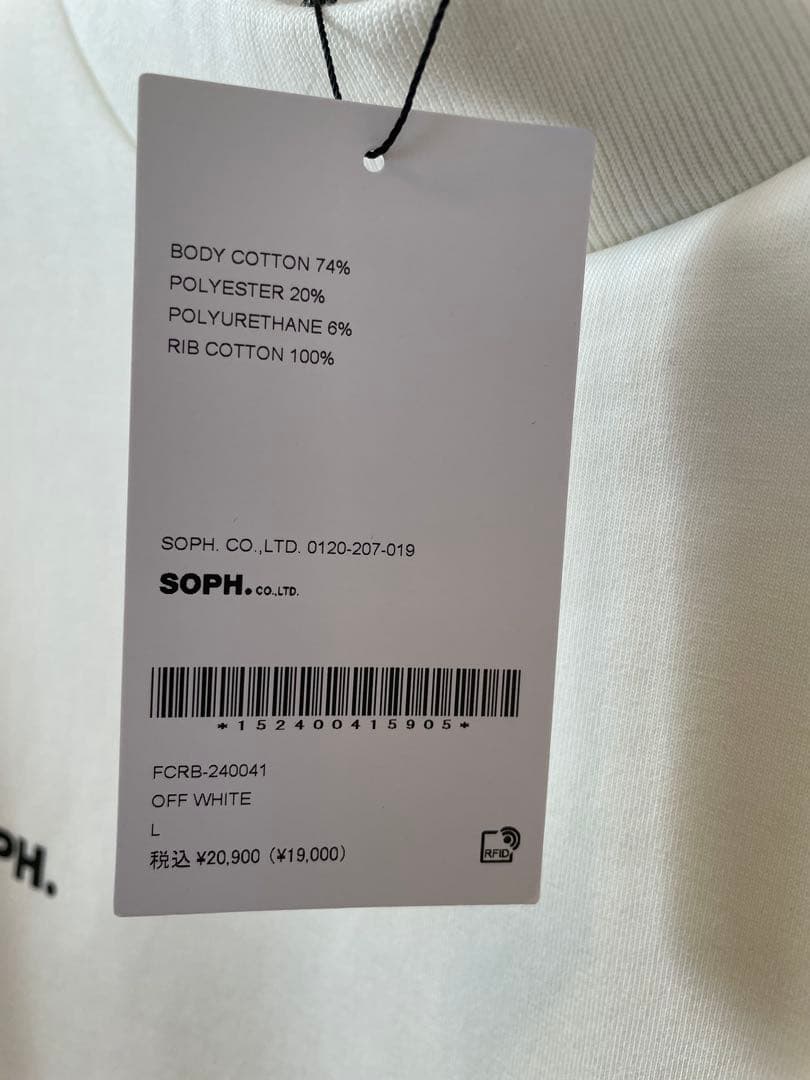 BODY COTTON 74%
POLYESTER 20%
POLYURETHANE 6%
RIB COTTON 100%
SOPH. CO.,LTD. 0120-207-019
SOPH. CO.,LTD.
*152400415905*
FCRB-240041
OFF WHITE
L
税込 ¥20,900 (¥19,000)
RFID
PH.